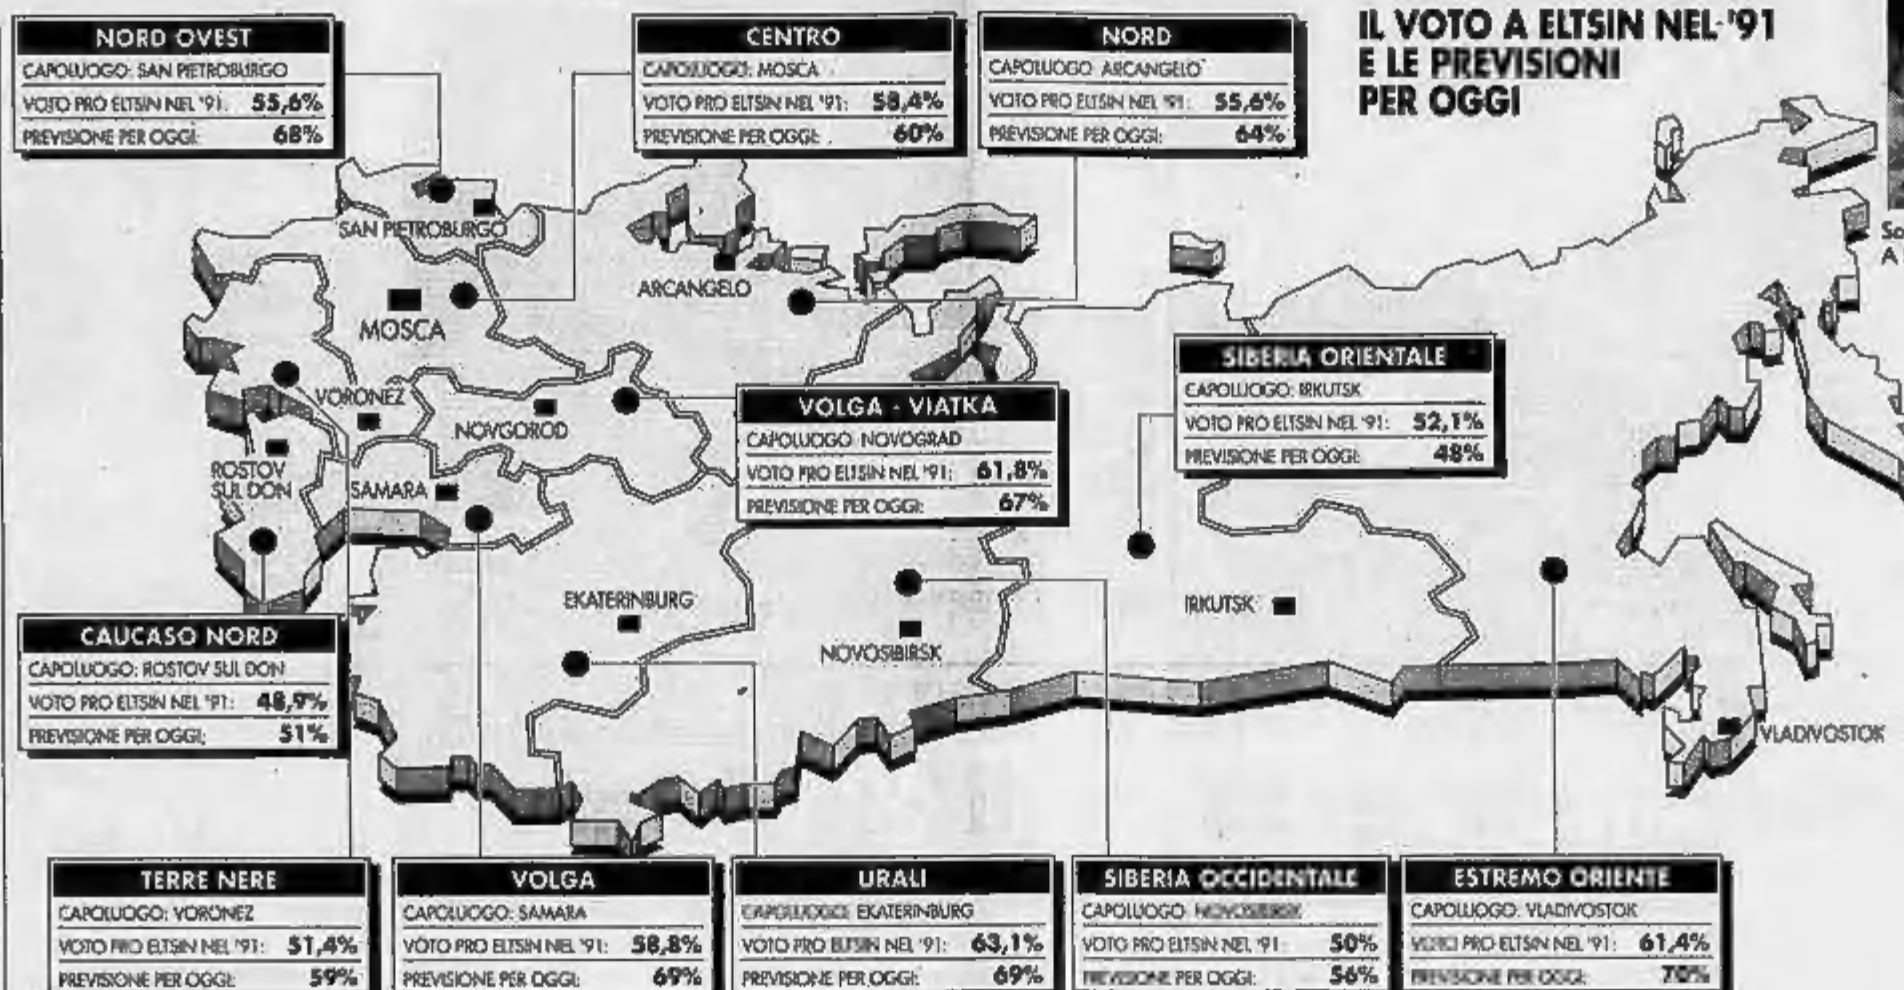 IL VOTO A ELTSIN NEL '91
E LE PREVISIONI
PER OGGI
NORD OVEST
CAPOLUOGO: SAN PIETROBURGO
VOTO PRO ELTSIN NEL '91: 55,6%
PREVISIONE PER OGGI: 68%
CENTRO
CAPOLUOGO: MOSCA
VOTO PRO ELTSIN NEL '91: 58,4%
PREVISIONE PER OGGI: 60%
NORD
CAPOLUOGO: ARCANGELO
VOTO PRO ELTSIN NEL '91: 55,6%
PREVISIONE PER OGGI: 64%
SAN PIETROBURGO
ARCANGELO
MOSCA
SIBERIA ORIENTALE
CAPOLUOGO: IRKUTSK
VOTO PRO ELTSIN NEL '91: 52,1%
PREVISIONE PER OGGI: 48%
VORONEZ
NOVGOROD
VOLGA - VIATKA
CAPOLUOGO: NOVOGRAD
VOTO PRO ELTSIN NEL '91: 61,8%
PREVISIONE PER OGGI: 67%
ROSTOV
SUL DON
SAMARA
EKATERINBURG
NOVOSIBIRSK
IRKUTSK
VLADIVOSTOK
CAUCASO NORD
CAPOLUOGO: ROSTOV SUL DON
VOTO PRO ELTSIN NEL '91: 48,9%
PREVISIONE PER OGGI: 51%
TERRE NERE
CAPOLUOGO: VORONEZ
VOTO PRO ELTSIN NEL '91: 51,4%
PREVISIONE PER OGGI: 59%
VOLGA
CAPOLUOGO: SAMARA
VOTO PRO ELTSIN NEL '91: 58,8%
PREVISIONE PER OGGI: 69%
URALI
CAPOLUOGO: EKATERINBURG
VOTO PRO ELTSIN NEL '91: 63,1%
PREVISIONE PER OGGI: 69%
SIBERIA OCCIDENTALE
CAPOLUOGO: NOVOSIBIRSK
VOTO PRO ELTSIN NEL '91: 50%
PREVISIONE PER OGGI: 56%
ESTREMO ORIENTE
CAPOLUOGO: VLADIVOSTOK
VOTO PRO ELTSIN NEL '91: 61,4%
PREVISIONE PER OGGI: 70%